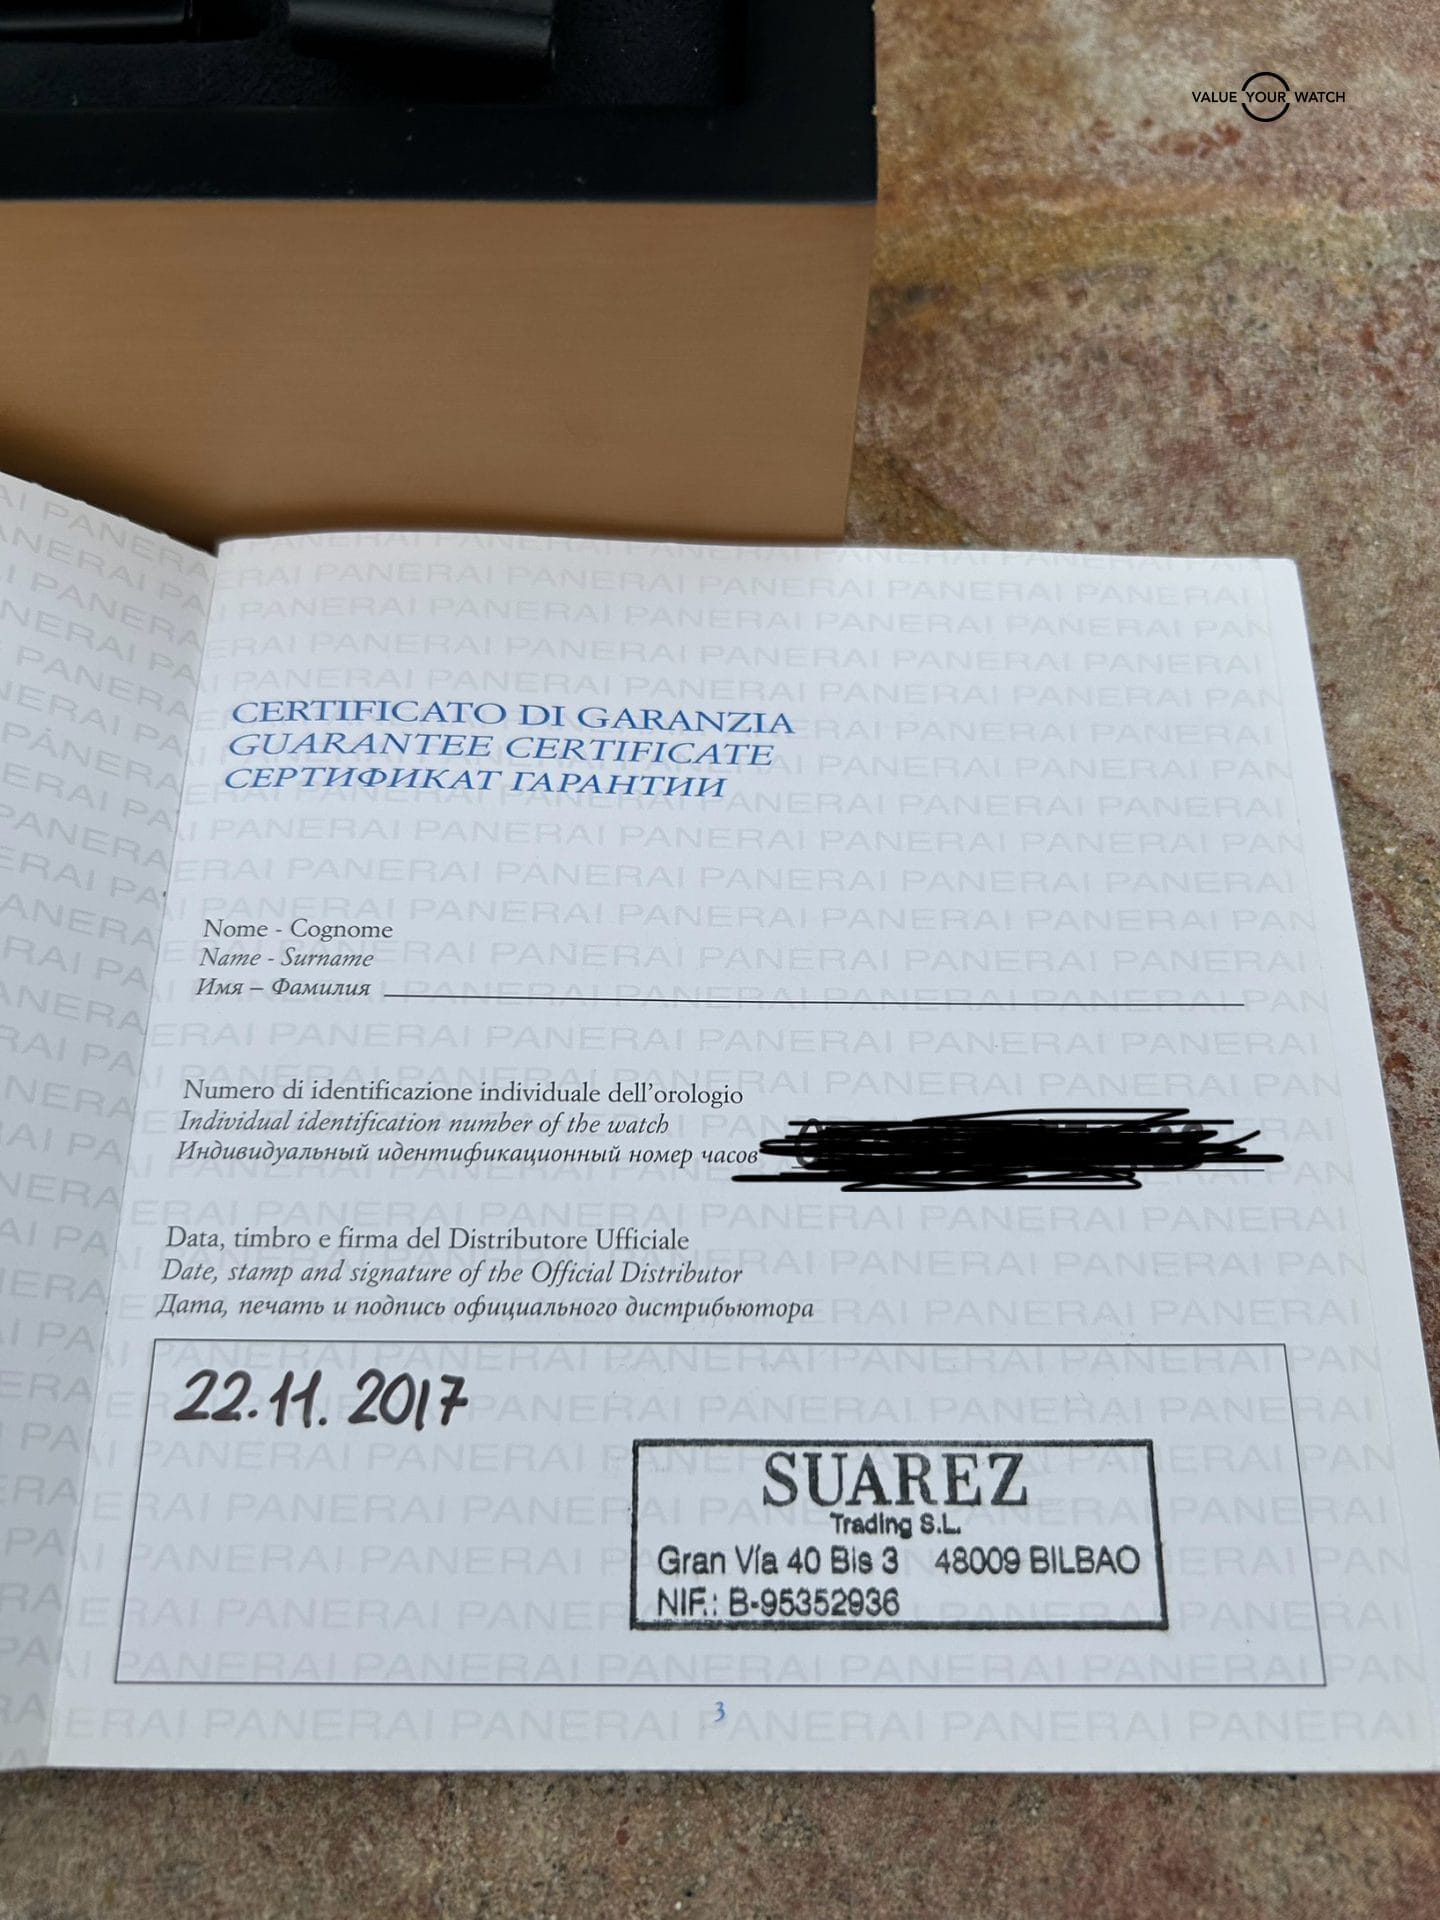 VALUE YOUR WATCH
CERTIFICATO DI GARANZIA
GUARANTEE CERTIFICATE
СЕРТИФИКАТ ГАРАНТИИ
Nome - Cognome
Name - Surname
Имя – Фамилия
Numero di identificazione individuale dell'orologio
Individual identification number of the watch
Индивидуальный идентификационный номер часов
Data, timbro e firma del Distributore Ufficiale
Date, stamp and signature of the Official Distributor
Дата, печать и подпись официального дистрибьютора
22.11.2017
SUAREZ
Trading S.L.
Gran Vía 40 Bis 3 48009 BILBAO
NIF.: B-95352936
3